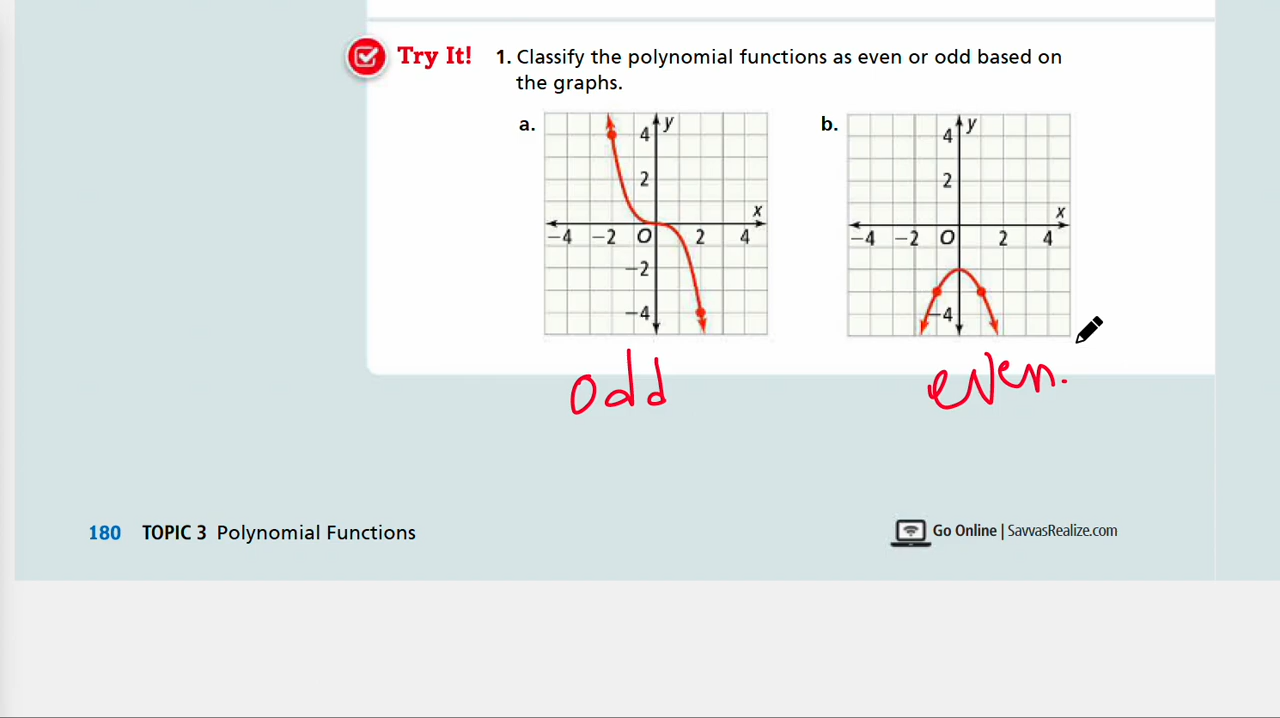 Try It! 1. Classify the polynomial functions as even or odd based on
the graphs.
a.
4 y
2
x
−4 −2 O 2 4
−2
−4
b.
4 y
2
x
−4 −2 O 2 4
−4
odd
even.
180 TOPIC 3 Polynomial Functions
Go Online | SavvasRealize.com